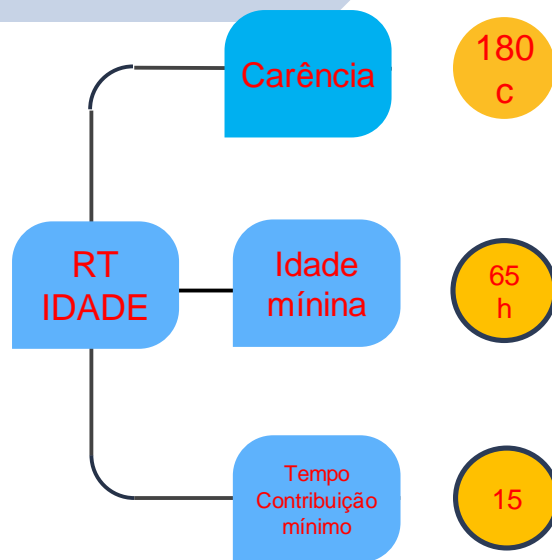 Carência
180
c
RT
IDADE
Idade
mínina
65
h
Tempo
Contribuição
mínimo
15